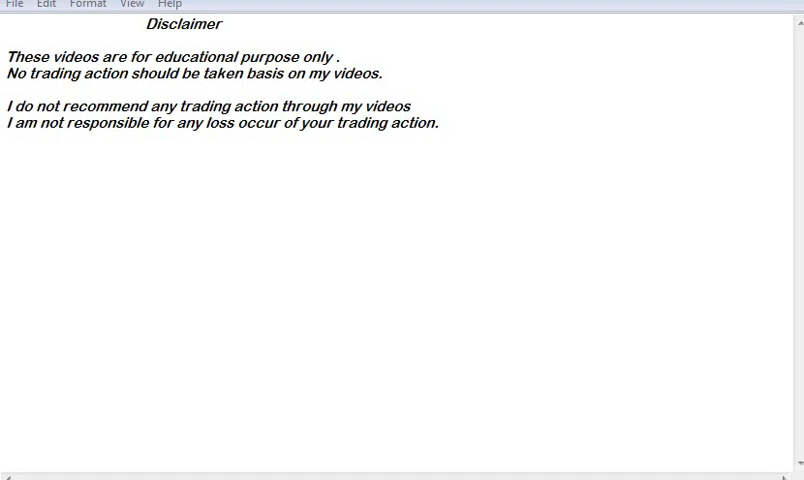 File Edit Format View Help
Disclaimer
These videos are for educational purpose only .
No trading action should be taken basis on my videos.
I do not recommend any trading action through my videos
I am not responsible for any loss occur of your trading action.